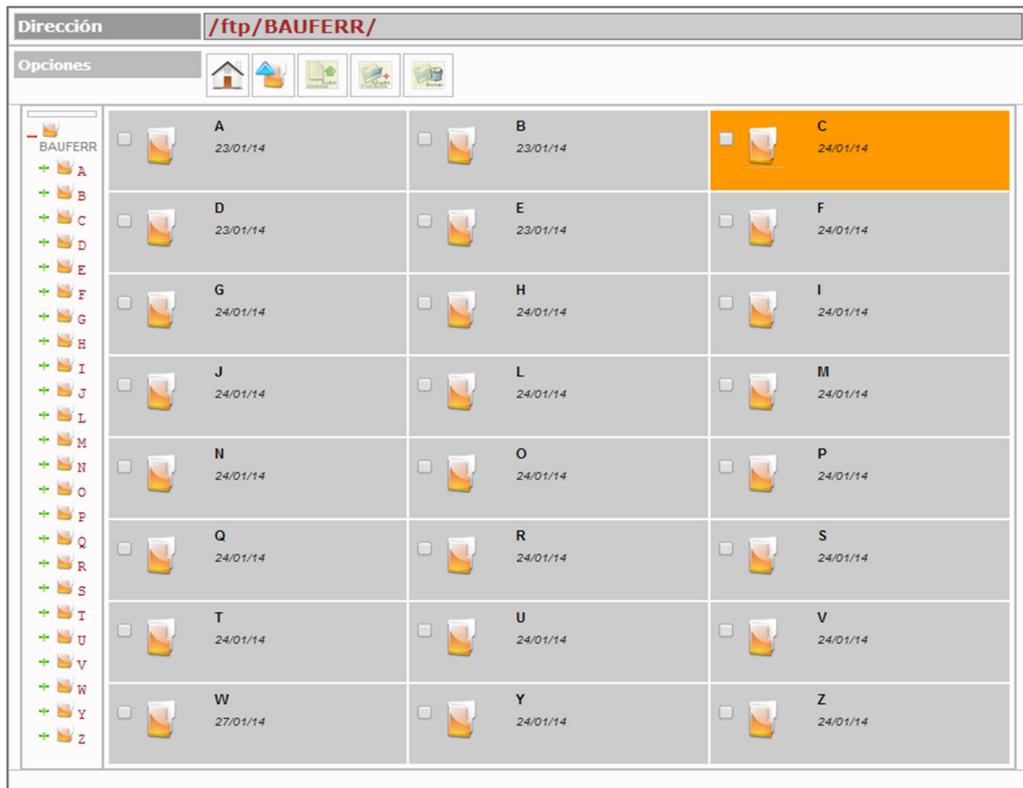 Dirección /ftp/BAUFERR/
Opciones
BAUFERR
A
B
C
D
E
F
G
H
I
J
L
M
N
O
P
Q
R
S
T
U
V
W
Y
Z
A B C
23/01/14 23/01/14 24/01/14
D E F
23/01/14 23/01/14 24/01/14
G H I
24/01/14 24/01/14 24/01/14
J L M
24/01/14 24/01/14 24/01/14
N O P
24/01/14 24/01/14 24/01/14
Q R S
24/01/14 24/01/14 24/01/14
T U V
24/01/14 24/01/14 24/01/14
W Y Z
27/01/14 24/01/14 24/01/14